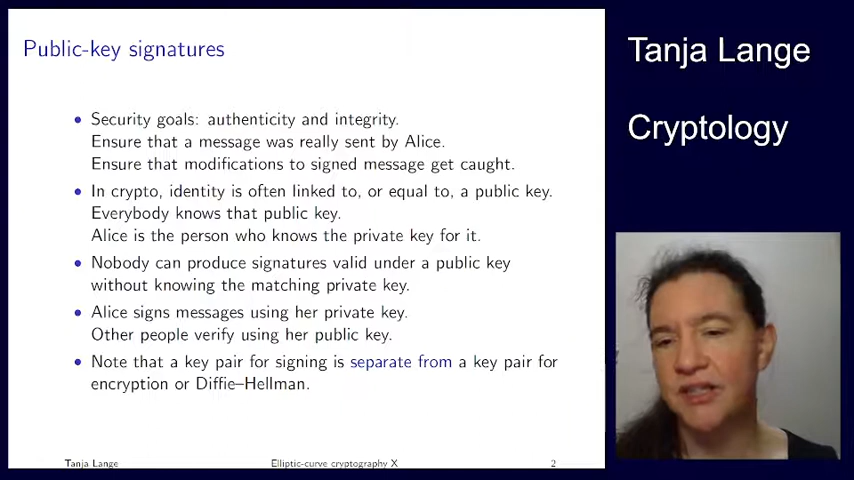 Public-key signatures
• Security goals: authenticity and integrity.
Ensure that a message was really sent by Alice.
Ensure that modifications to signed message get caught.
• In crypto, identity is often linked to, or equal to, a public key.
Everybody knows that public key.
Alice is the person who knows the private key for it.
• Nobody can produce signatures valid under a public key
without knowing the matching private key.
• Alice signs messages using her private key.
Other people verify using her public key.
• Note that a key pair for signing is separate from a key pair for
encryption or Diffie–Hellman.
Tanja Lange
Elliptic-curve cryptography X
2
Tanja Lange
Cryptology